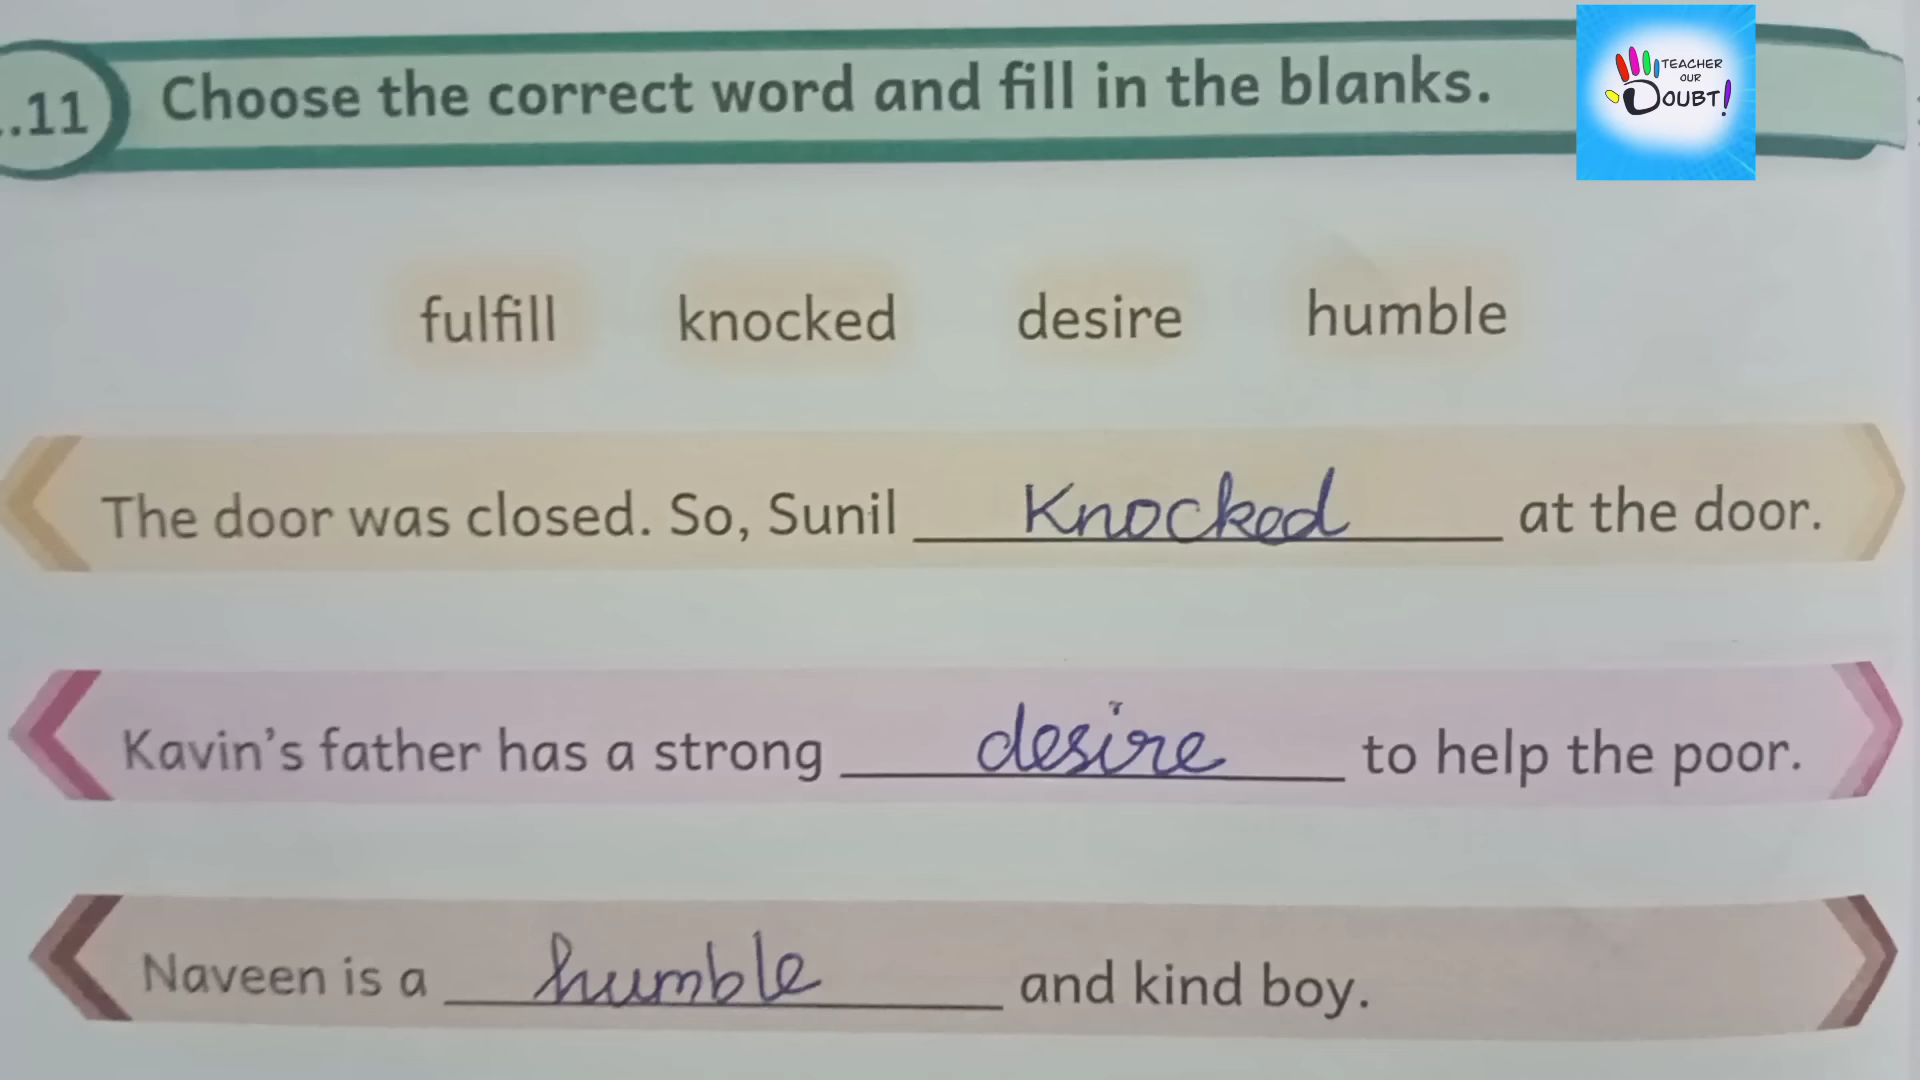 ..11 Choose the correct word and fill in the blanks.
TEACHER
OUR
DOUBT!
fulfill knocked desire humble
The door was closed. So, Sunil Knocked at the door.
Kavin's father has a strong desire to help the poor.
Naveen is a humble and kind boy.